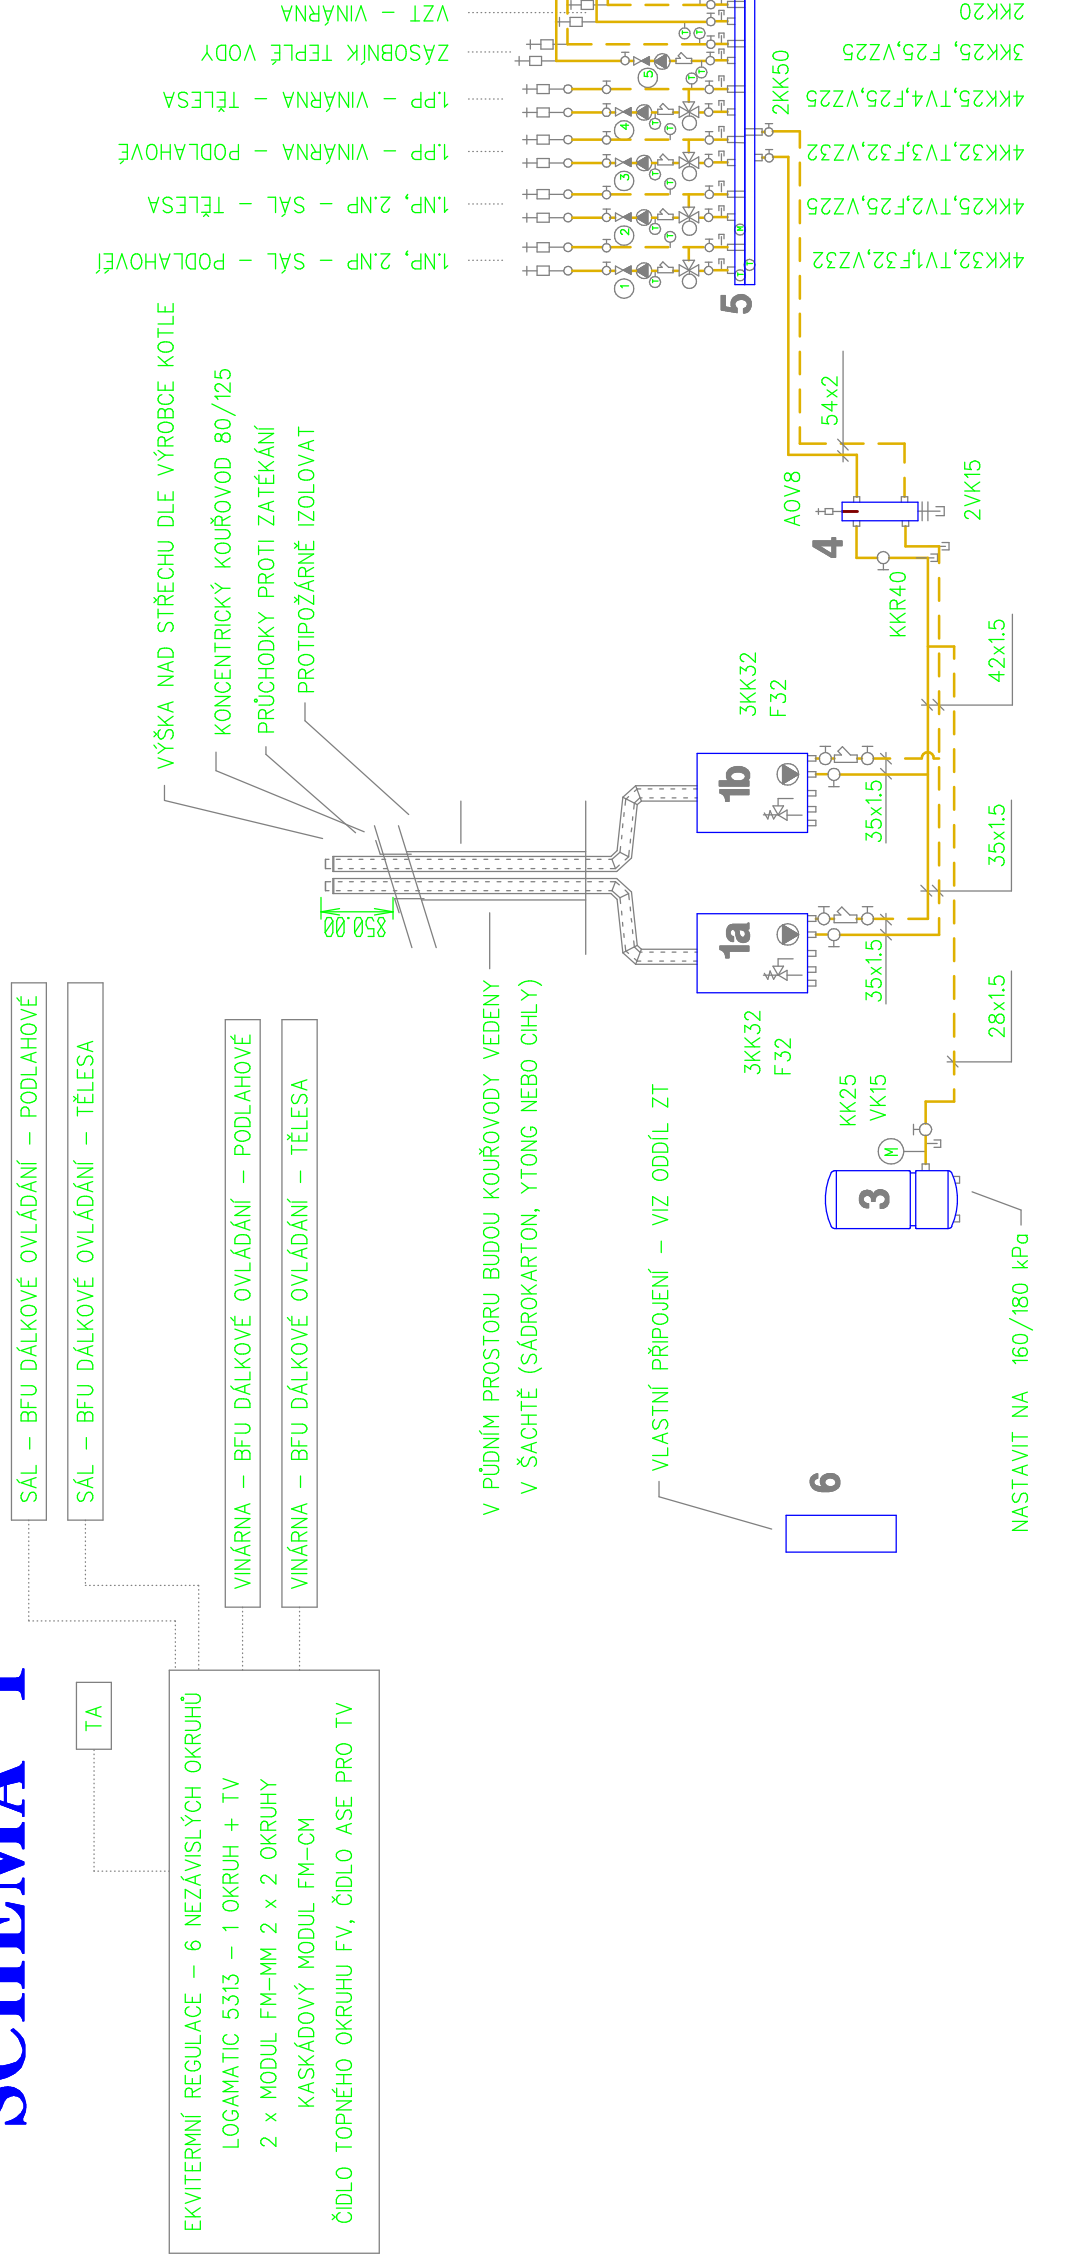 SCHÉMA 1
TA
EKVITERMNÍ REGULACE – 6 NEZÁVISLÝCH OKRUHŮ
LOGAMATIC 5313 – 1 OKRUH + TV
2 x MODUL FM–MM 2 x 2 OKRUHY
KASKÁDOVÝ MODUL FM–CM
ČIDLO TOPNÉHO OKRUHU FV, ČIDLO ASE PRO TV
SÁL – BFU DÁLKOVÉ OVLÁDÁNÍ – PODLAHOVÉ
SÁL – BFU DÁLKOVÉ OVLÁDÁNÍ – TĚLESA
VINÁRNA – BFU DÁLKOVÉ OVLÁDÁNÍ – PODLAHOVÉ
VINÁRNA – BFU DÁLKOVÉ OVLÁDÁNÍ – TĚLESA
V PŮDNÍM PROSTORU BUDOU KOUŘOVODY VEDENY
V ŠACHTĚ (SÁDROKARTON, YTONG NEBO CIHLY)
VLASTNÍ PŘIPOJENÍ – VIZ ODDÍL ZT
6
NASTAVIT NA 160/180 kPa
3
M
KK25
VK15
28x1.5
VÝŠKA NAD STŘECHU DLE VÝROBCE KOTLE
KONCENTRICKÝ KOUŘOVOD 80/125
PRŮCHODKY PROTI ZATÉKÁNÍ
PROTIPOŽÁRNĚ IZOLOVAT
850.00
1a
3KK32
F32
35x1.5
35x1.5
1b
3KK32
F32
35x1.5
42x1.5
KKR40
4
AOV8
2VK15
54x2
5
2KK50
1.NP, 2.NP – SÁL – PODLAHOVÉ
1.NP, 2.NP – SÁL – TĚLESA
1.PP – VINÁRNA – PODLAHOVÉ
1.PP – VINÁRNA – TĚLESA
ZÁSOBNÍK TEPLÉ VODY
VZT – VINÁRNA
1
2
3
4
5
T
T
T
T
T
T
T
T
T
T
T
T
T
T
M
4KK32,TV1,F32,VZ32
4KK25,TV2,F25,VZ25
4KK32,TV3,F32,VZ32
4KK25,TV4,F25,VZ25
3KK25, F25,VZ25
2KK20